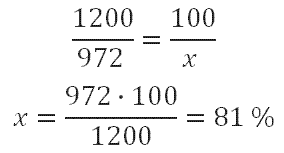 1200/972 = 100/x
x = 972 · 100/1200 = 81 %